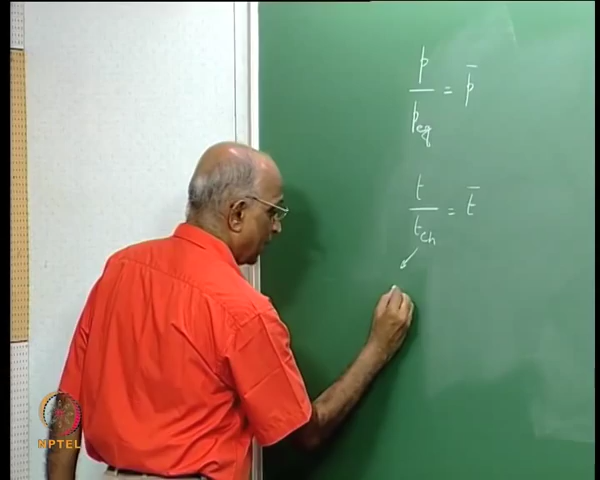 p/p_eq = p̄
t/t_ch = t̄
NPTEL